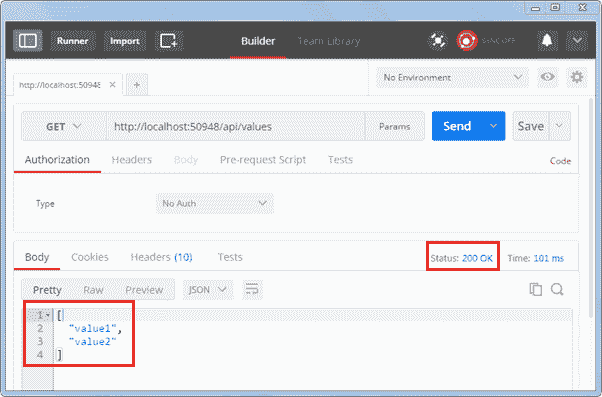 Runner Import Builder Team Library SYNC OFF
http://localhost:50948 No Environment
GET http://localhost:50948/api/values Params Send Save
Authorization Headers Body Pre-request Script Tests Code
Type No Auth
Body Cookies Headers (10) Tests Status: 200 OK Time: 101 ms
Pretty Raw Preview JSON
1 [
2 "value1",
3 "value2"
4 ]